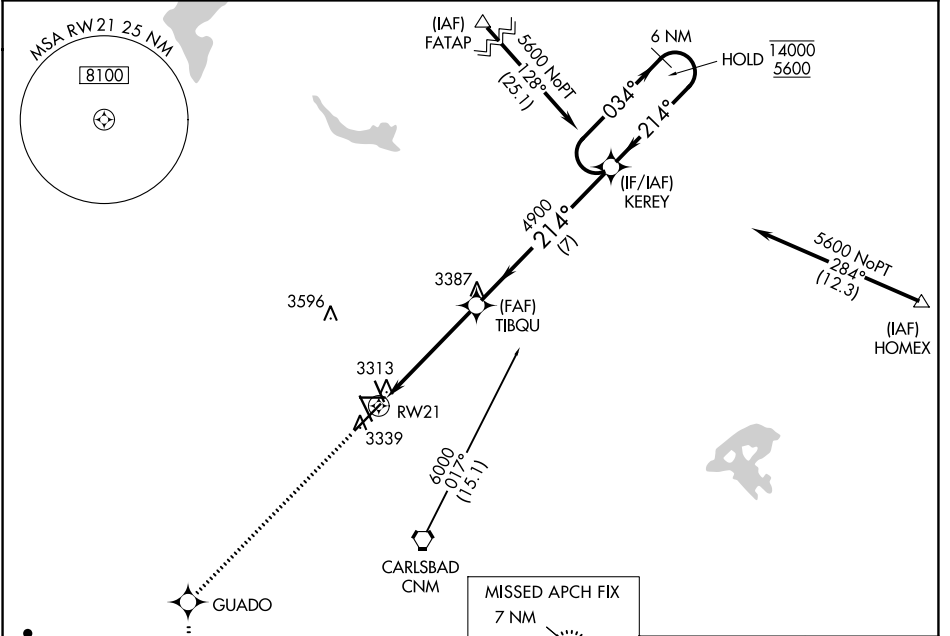 MSA RW21 25 NM
8100
(IAF)
FATAP
5600 NoPT
128°
(25.1)
6 NM
HOLD
14000
5600
034°
214°
(IF/IAF)
KEREY
4900
214°
(7)
5600 NoPT
284°
(12.3)
(IAF)
HOMEX
3387
(FAF)
TIBQU
3596
3313
RW21
3339
6000
017°
(15.1)
CARLSBAD
CNM
GUADO
MISSED APCH FIX
7 NM